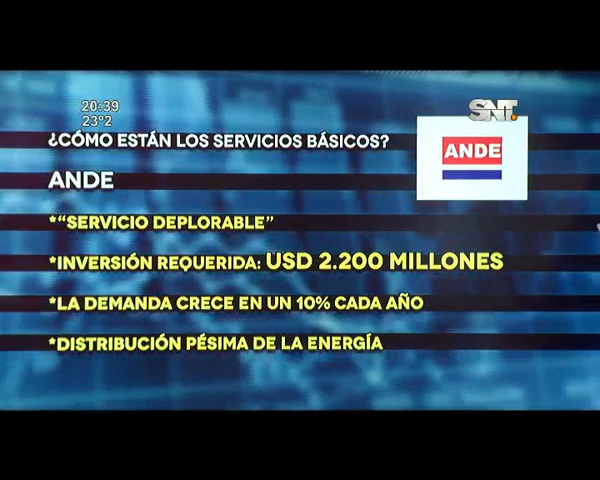 20:39
23°2
SNT.
¿CÓMO ESTÁN LOS SERVICIOS BÁSICOS?
ANDE
ANDE
*“SERVICIO DEPLORABLE”
*INVERSIÓN REQUERIDA: USD 2.200 MILLONES
*LA DEMANDA CRECE EN UN 10% CADA AÑO
*DISTRIBUCIÓN PÉSIMA DE LA ENERGÍA